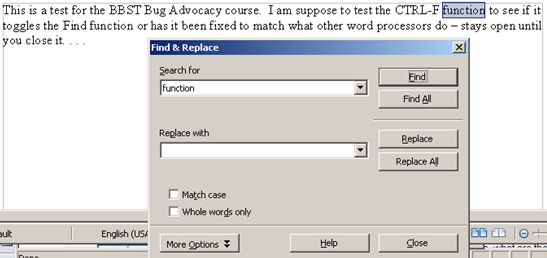 This is a test for the BBST Bug Advocacy course.  I am suppose to test the CTRL-F function to see if it
toggles the Find function or has it been fixed to match what other word processors do – stays open until
you close it. . . .
Find & Replace
Search for
function
Find
Find All
Replace with
Replace
Replace All
Match case
Whole words only
More Options
Help
Close
English (USA